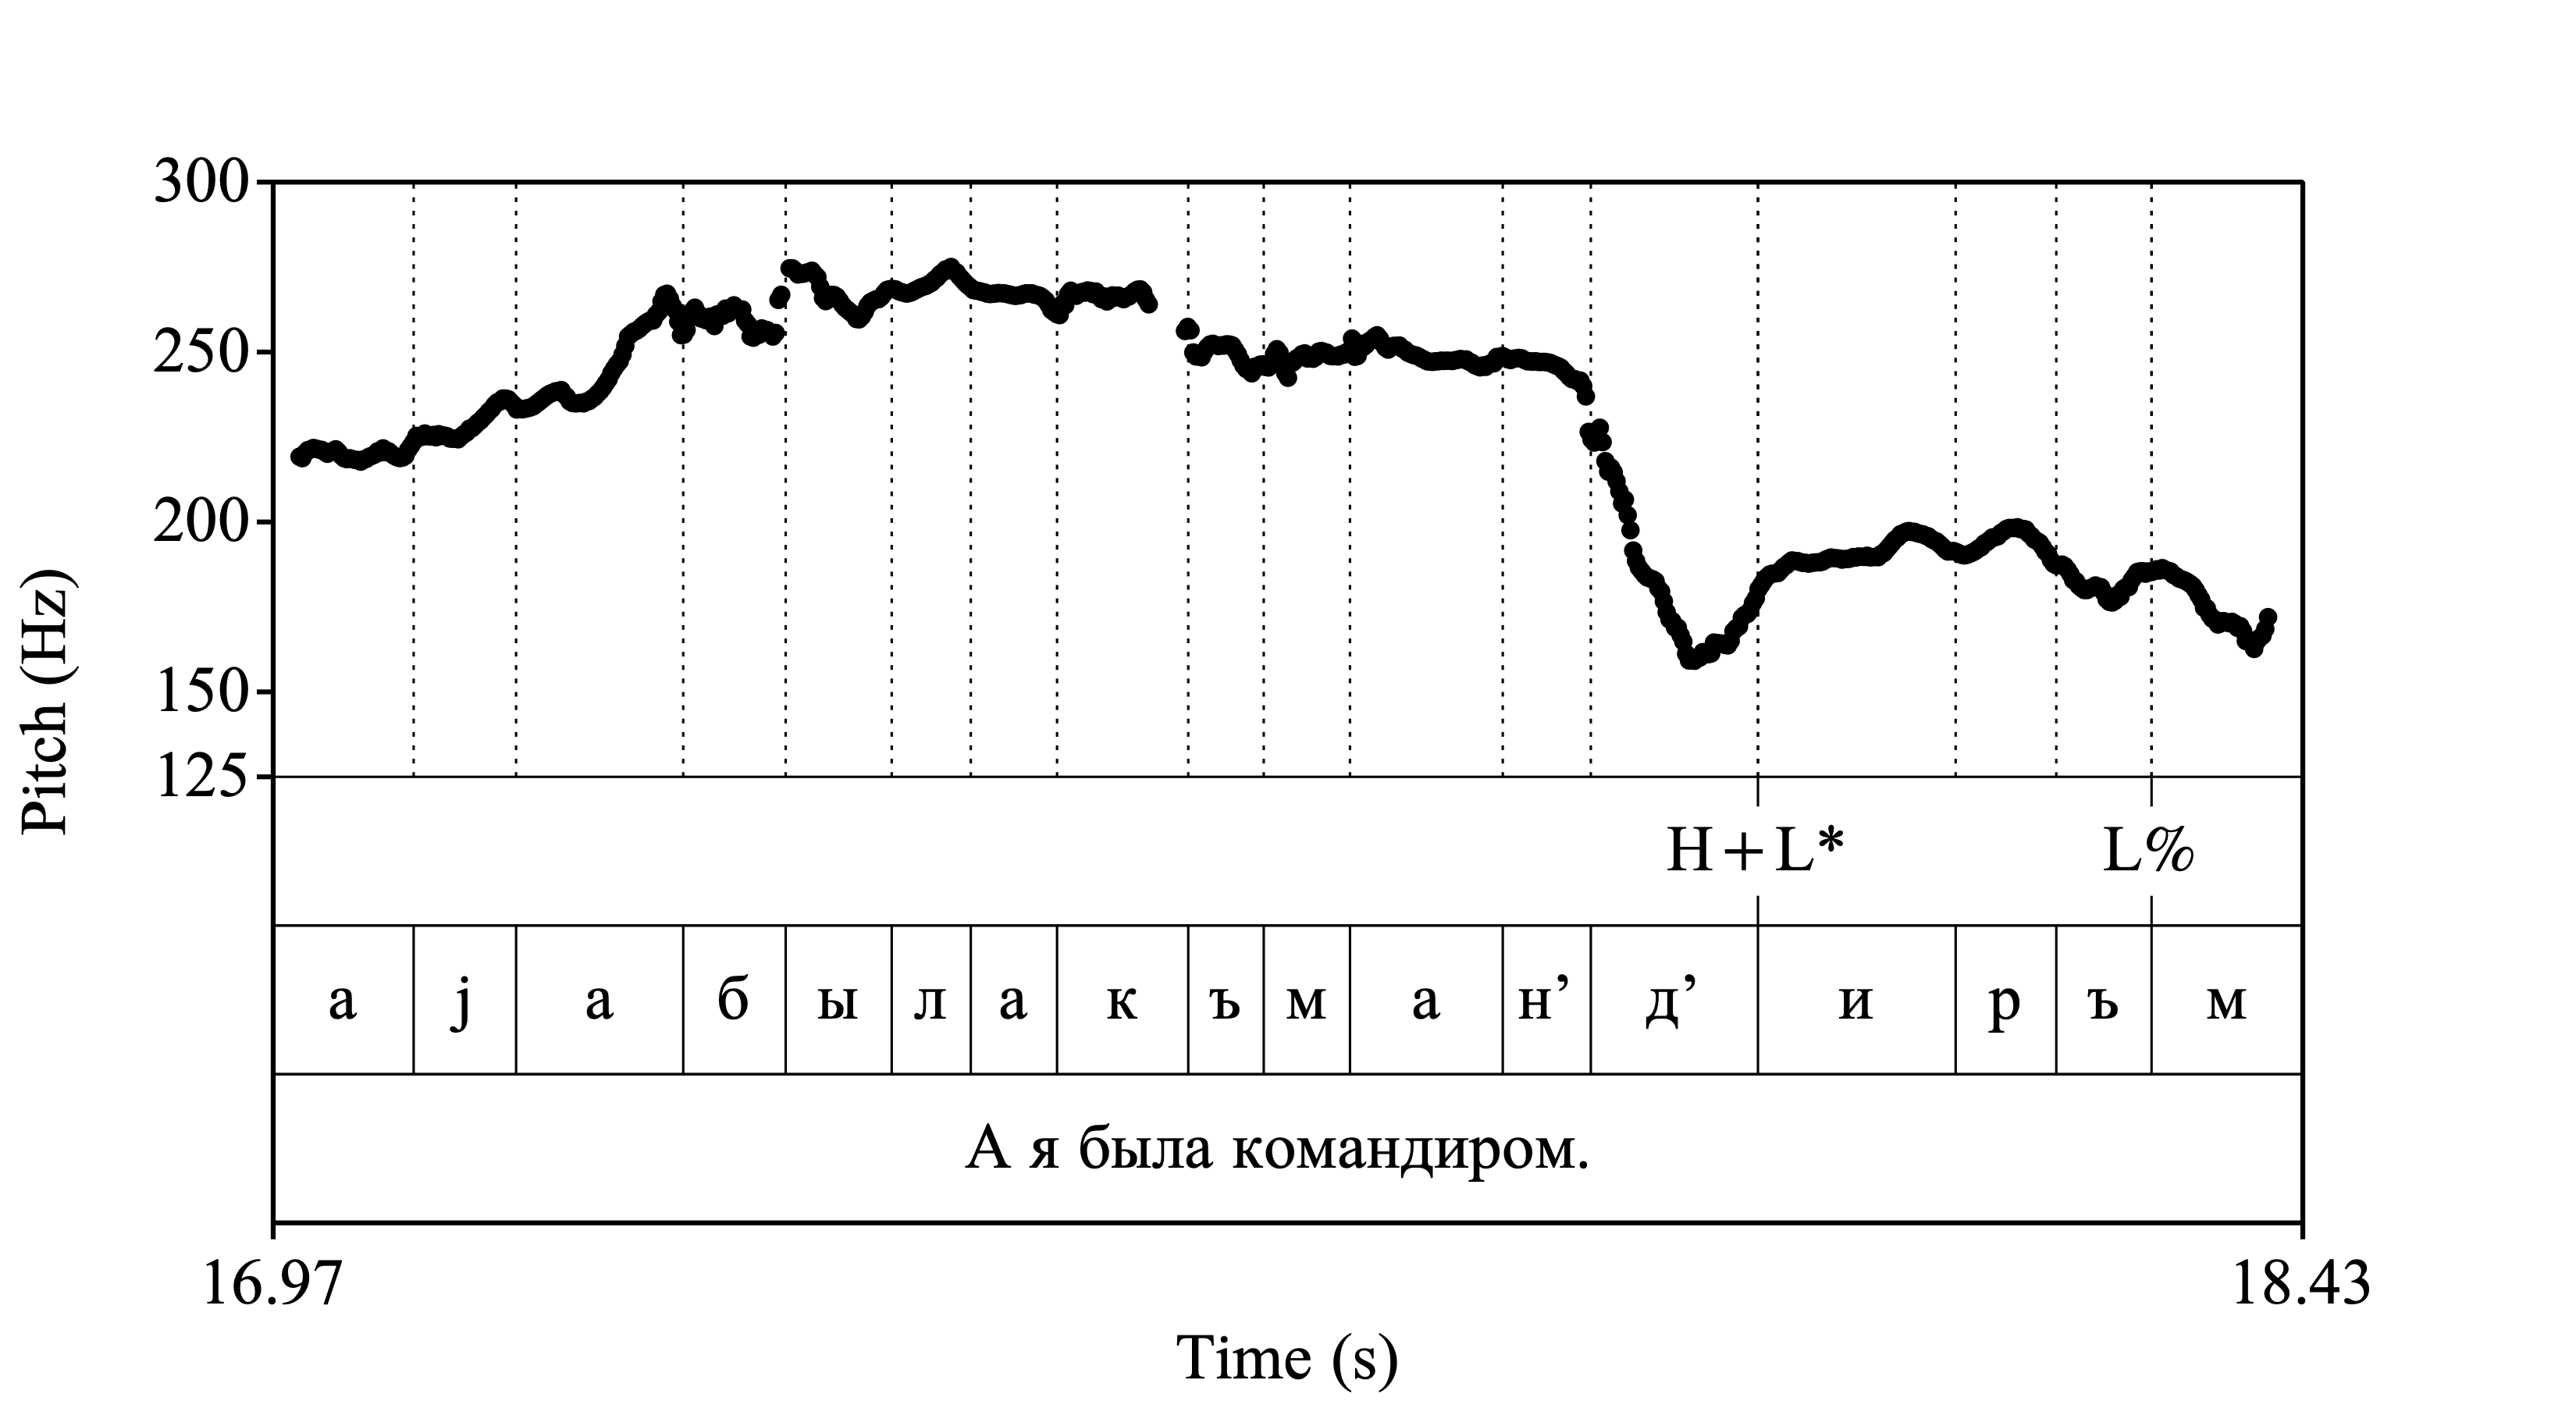 300
250
200
150
125
Pitch (Hz)
H+L* L%
а j а б ы л а к ъ м а н’ д’ и р ъ м
А я была командиром.
16.97 18.43
Time (s)